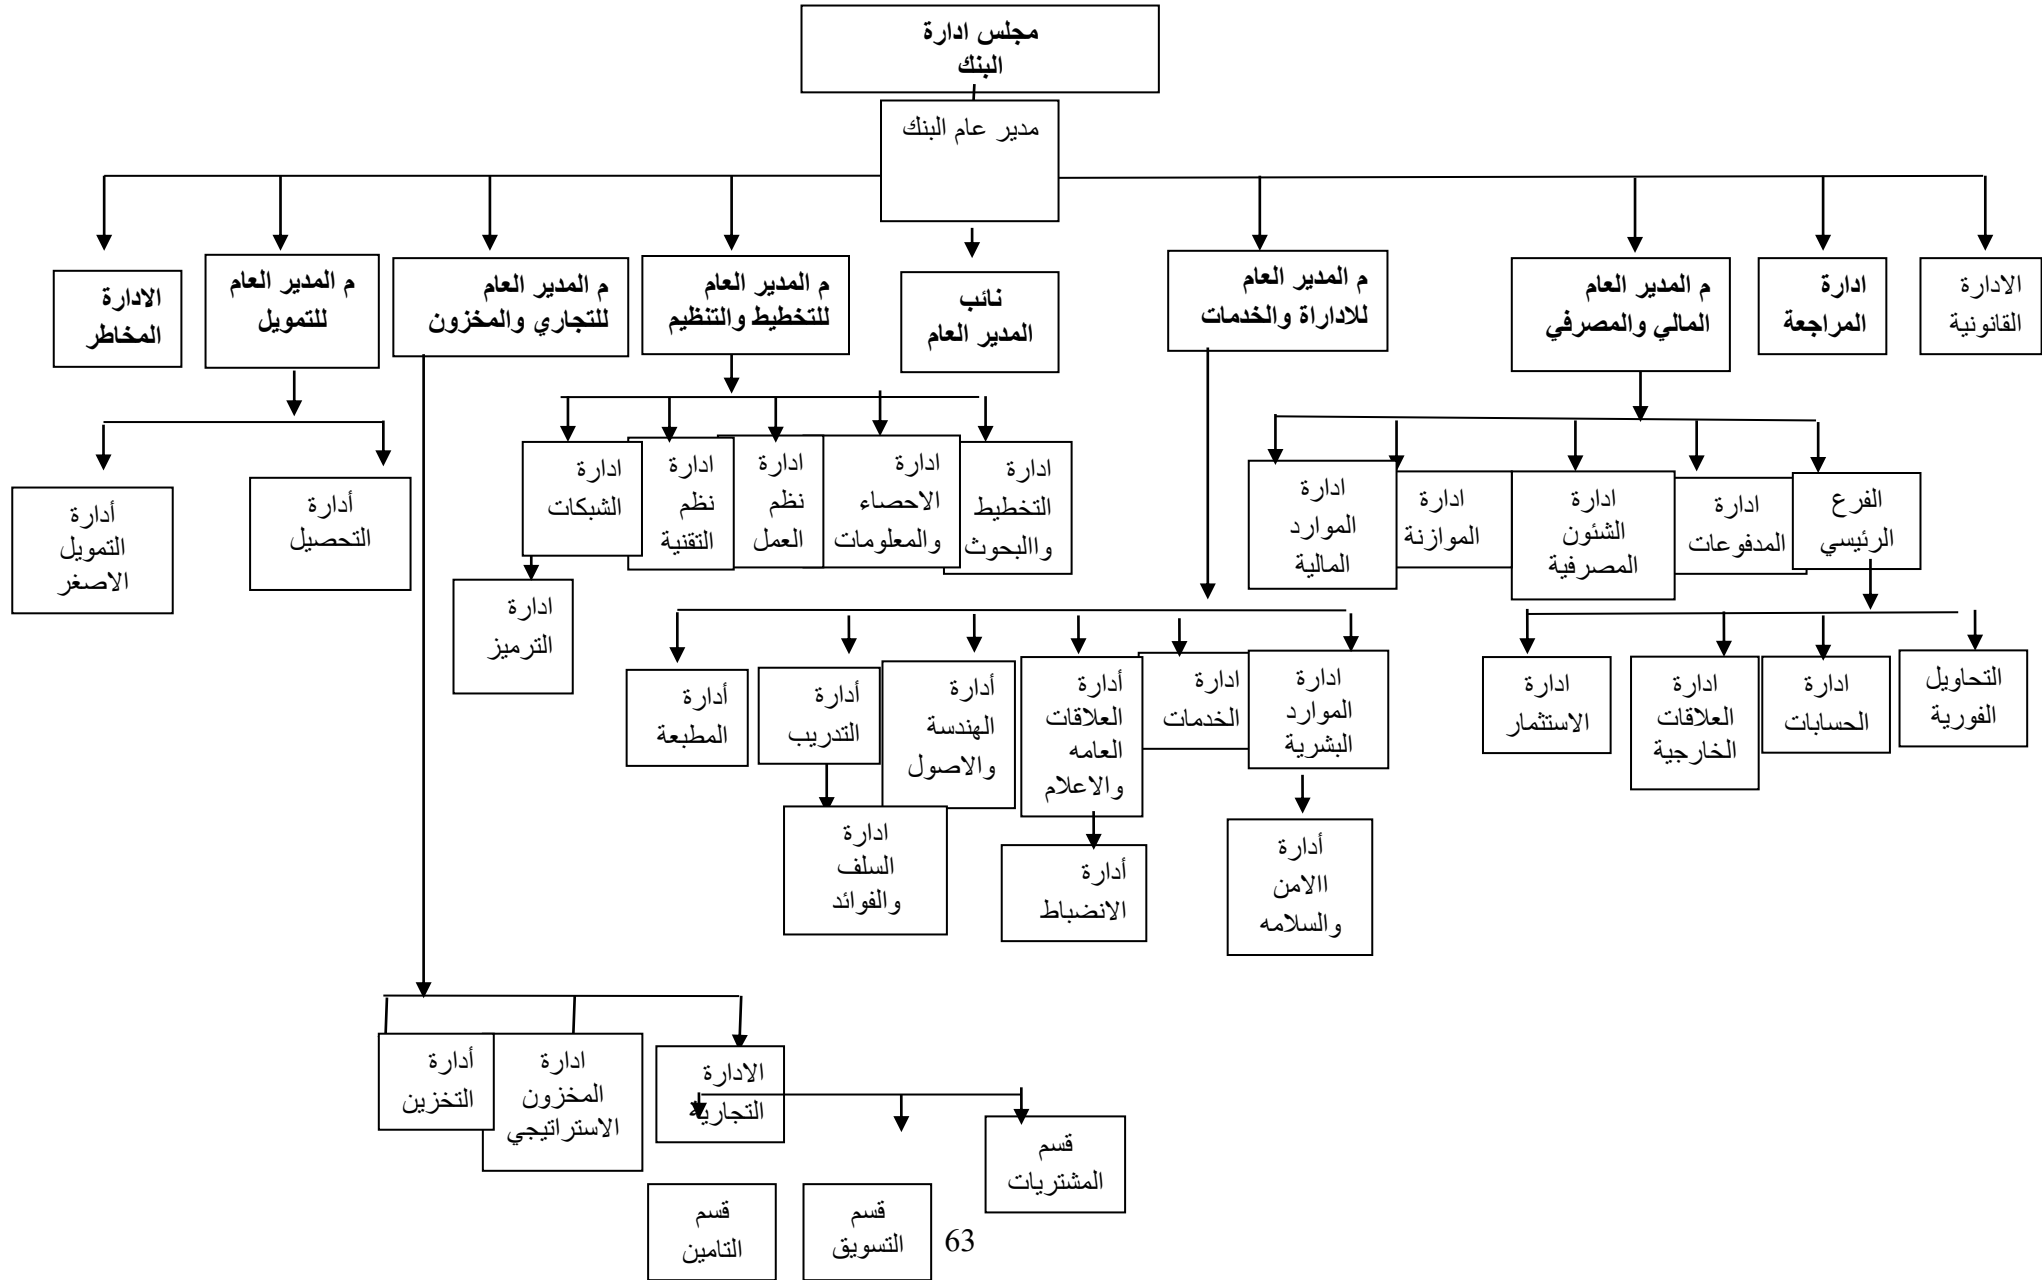 مجلس ادارة
البنك
مدير عام البنك
الادارة
القانونية
ادارة
المراجعة
م المدير العام
المالي والمصرفي
م المدير العام
للاداراة والخدمات
نائب
المدير العام
م المدير العام
للتخطيط والتنظيم
م المدير العام
للتجاري والمخزون
م المدير العام
للتمويل
الادارة
المخاطر
الفرع
الرئيسي
ادارة
المدفوعات
ادارة
الشئون
المصرفية
ادارة
الموازنة
ادارة
الموارد
المالية
ادارة
التخطيط
واالبحوث
ادارة
الاحصاء
والمعلومات
ادارة
نظم
العمل
ادارة
نظم
التقنية
ادارة
الشبكات
أدارة
التحصيل
أدارة
التمويل
الاصغر
ادارة
الترميز
التحاويل
الفورية
ادارة
الحسابات
ادارة
العلاقات
الخارجية
ادارة
الاستثمار
ادارة
الموارد
البشرية
ادارة
الخدمات
أدارة
العلاقات
العامه
والاعلام
أدارة
الهندسة
والاصول
أدارة
التدريب
أدارة
المطبعة
أدارة
االامن
والسلامه
أدارة
الانضباط
ادارة
السلف
والفوائد
الادارة
التجارية
ادارة
المخزون
الاستراتيجي
أدارة
التخزين
قسم
المشتريات
قسم
التسويق
قسم
التامين
63